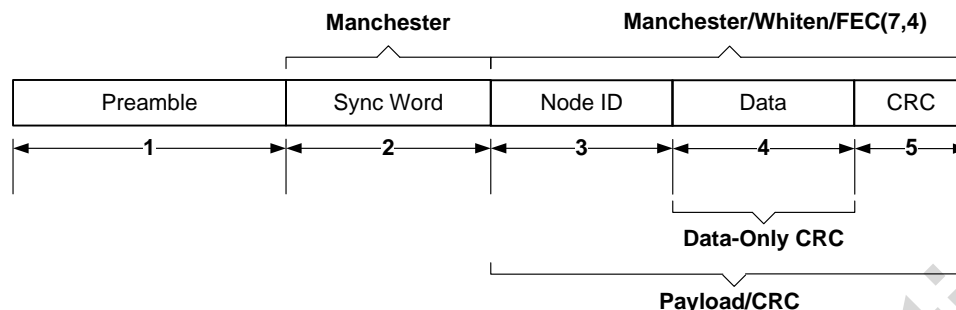 Manchester Manchester/Whiten/FEC(7,4)
Preamble Sync Word Node ID Data CRC
1 2 3 4 5
Data-Only CRC
Payload/CRC